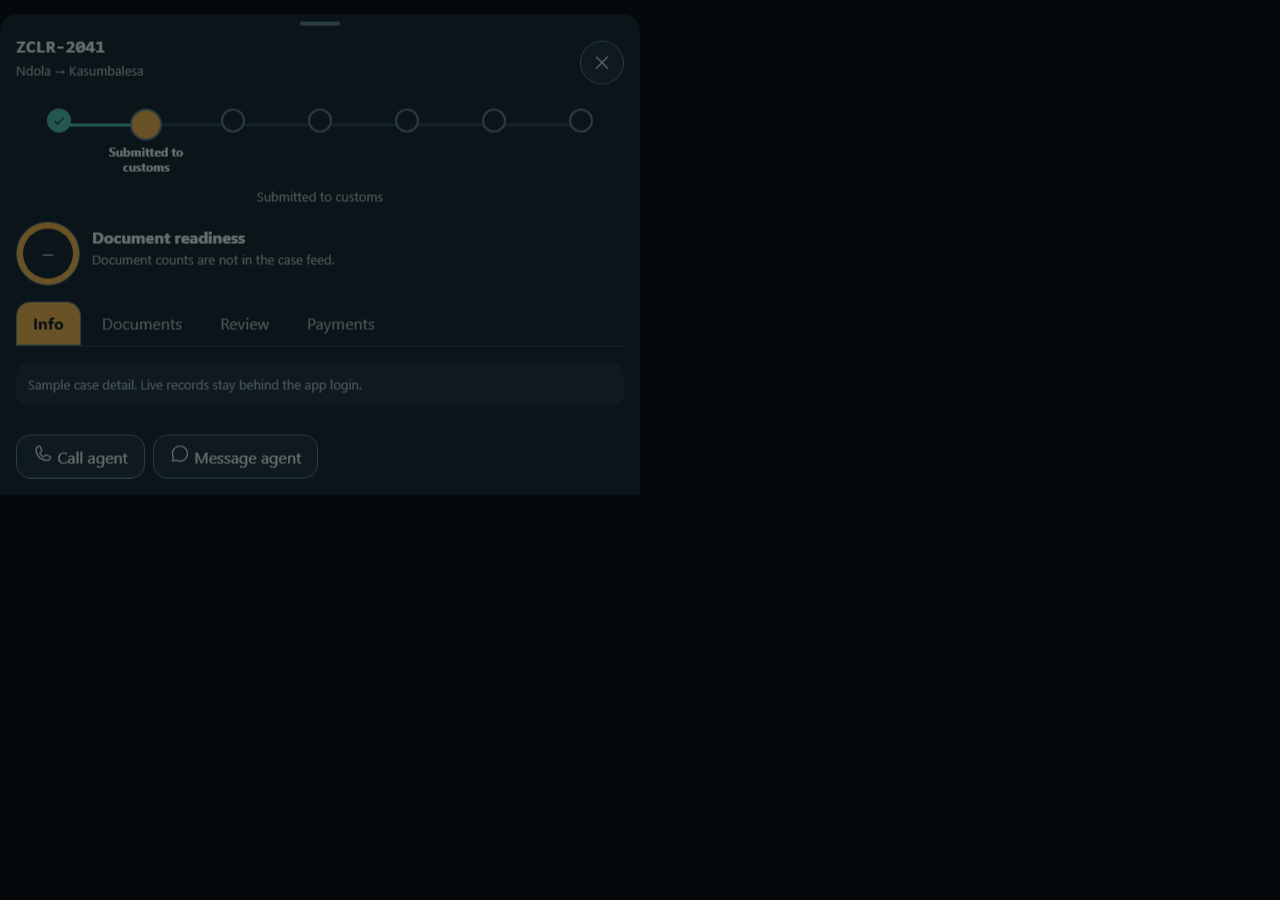 ZCLR-2041
Ndola → Kasumbalesa
Submitted to
customs
Submitted to customs
–
Document readiness
Document counts are not in the case feed.
Info
Documents
Review
Payments
Sample case detail. Live records stay behind the app login.
Call agent
Message agent